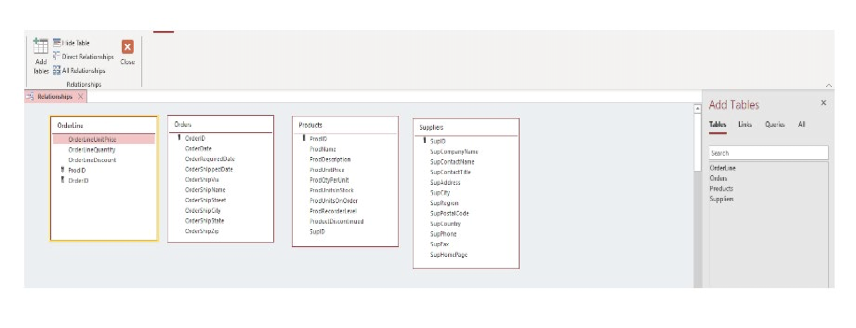 Add Tables
Hide Table
Direct Relationships
All Relationships
Close
Relationships
Relationships ×
OrderLine
OrderLineUnitPrice
OrderLineQuantity
OrderLineDiscount
ProdID
OrderID
Orders
OrderID
OrderDate
OrderRequiredDate
OrderShippedDate
OrderShipVia
OrderShipName
OrderShipStreet
OrderShipCity
OrderShipState
OrderShipZip
Products
ProdID
ProdName
ProdDescription
ProdUnitPrice
ProdQtyPerUnit
ProdUnitsInStock
ProdUnitsOnOrder
ProdReorderLevel
ProductDiscontinued
SupID
Suppliers
SupID
SupCompanyName
SupContactName
SupContactTitle
SupAddress
SupCity
SupRegion
SupPostalCode
SupCountry
SupPhone
SupFax
SupHomePage
Add Tables ×
Tables Links Queries All
Search
OrderLine
Orders
Products
Suppliers